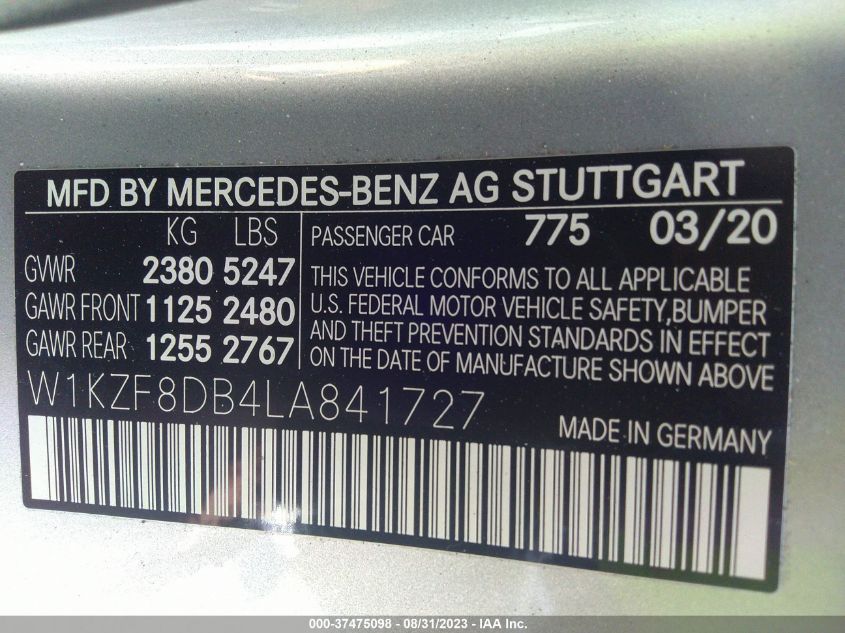 MFD BY MERCEDES-BENZ AG STUTTGART
KG LBS
GVWR 2380 5247
GAWR FRONT 1125 2480
GAWR REAR 1255 2767
PASSENGER CAR 775 03/20
THIS VEHICLE CONFORMS TO ALL APPLICABLE
U.S. FEDERAL MOTOR VEHICLE SAFETY,BUMPER
AND THEFT PREVENTION STANDARDS IN EFFECT
ON THE DATE OF MANUFACTURE SHOWN ABOVE
W1KZF8DB4LA841727
MADE IN GERMANY
000-37475098 - 08/31/2023 - IAA Inc.